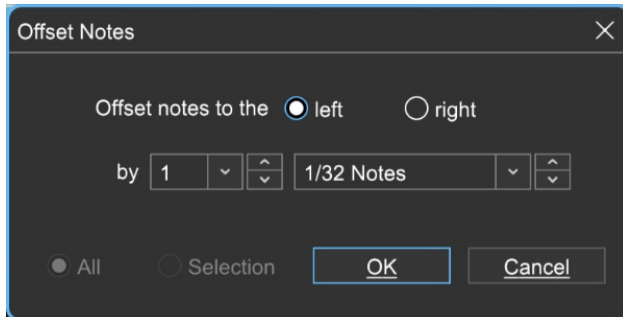 Offset Notes
Offset notes to the left right
by 1 1/32 Notes
All Selection OK Cancel